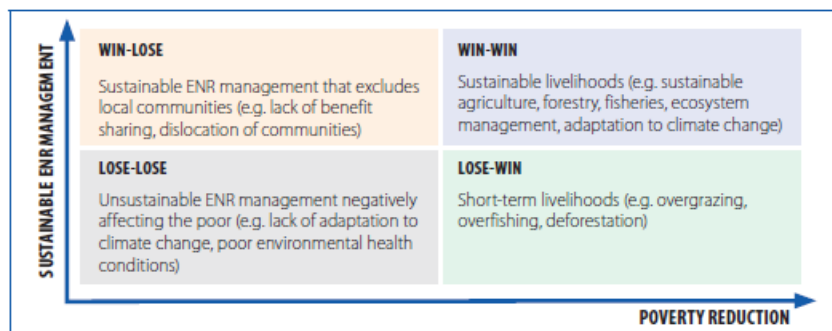 SUSTAINABLE ENR MANAGEMENT
WIN-LOSE
Sustainable ENR management that excludes
local communities (e.g. lack of benefit
sharing, dislocation of communities)
WIN-WIN
Sustainable livelihoods (e.g. sustainable
agriculture, forestry, fisheries, ecosystem
management, adaptation to climate change)
LOSE-LOSE
Unsustainable ENR management negatively
affecting the poor (e.g. lack of adaptation to
climate change, poor environmental health
conditions)
LOSE-WIN
Short-term livelihoods (e.g. overgrazing,
overfishing, deforestation)
POVERTY REDUCTION